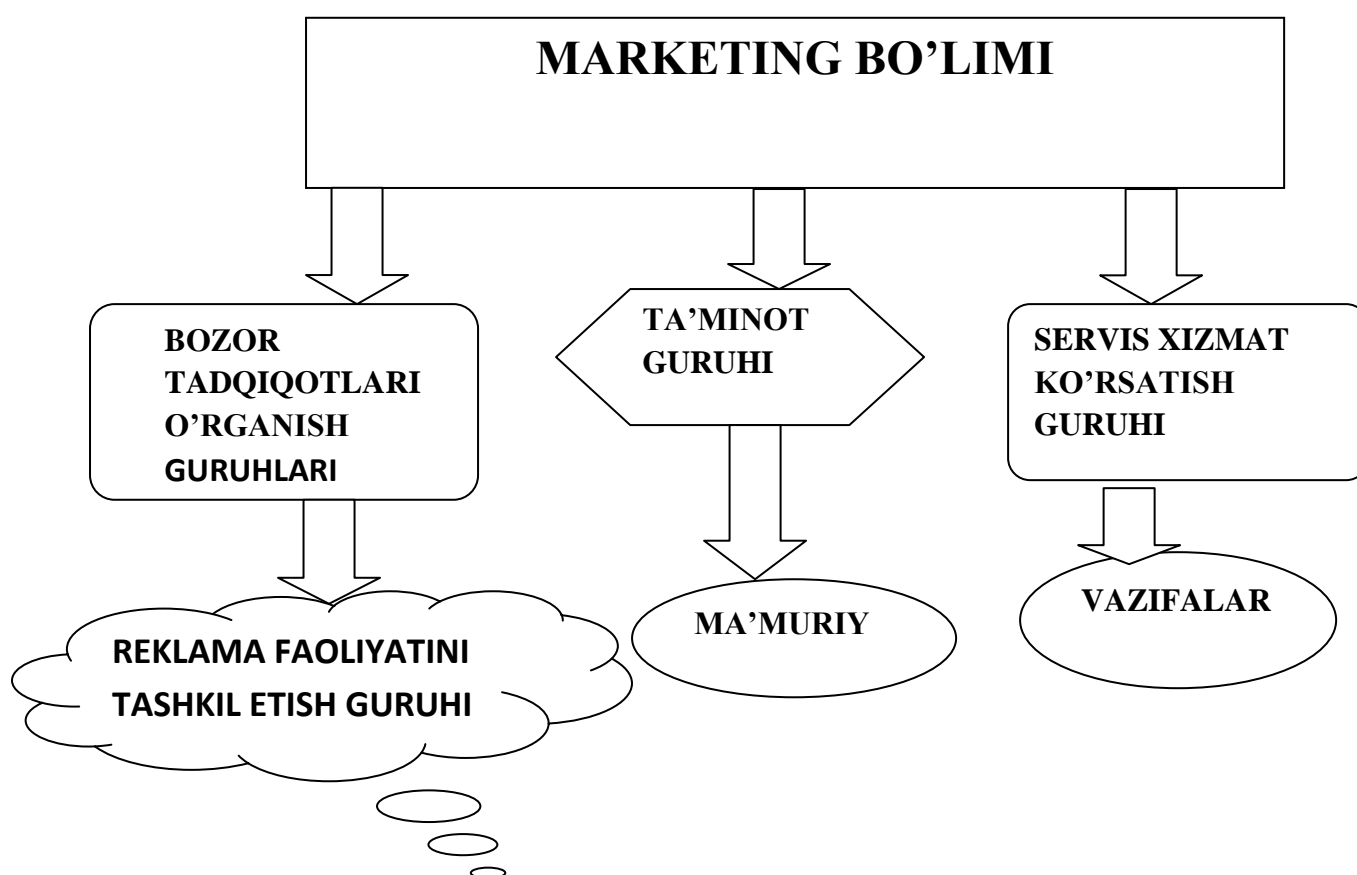 MARKETING BO’LIMI
BOZOR
TADQIQOTLARI
O’RGANISH
GURUHLARI
TA’MINOT
GURUHI
SERVIS XIZMAT
KO’RSATISH
GURUHI
REKLAMA FAOLIYATINI
TASHKIL ETISH GURUHI
MA’MURIY
VAZIFALAR